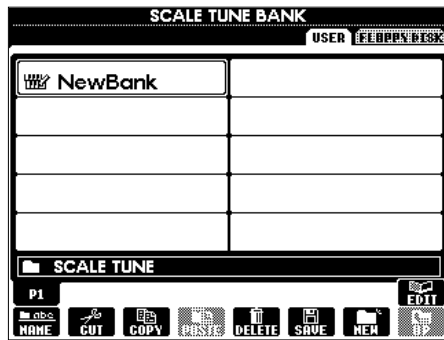 SCALE TUNE BANK
USER FLOPPY DISK
NewBank
SCALE TUNE
P1
EDIT
abc
NAME CUT COPY PASTE DELETE SAVE NEW UP